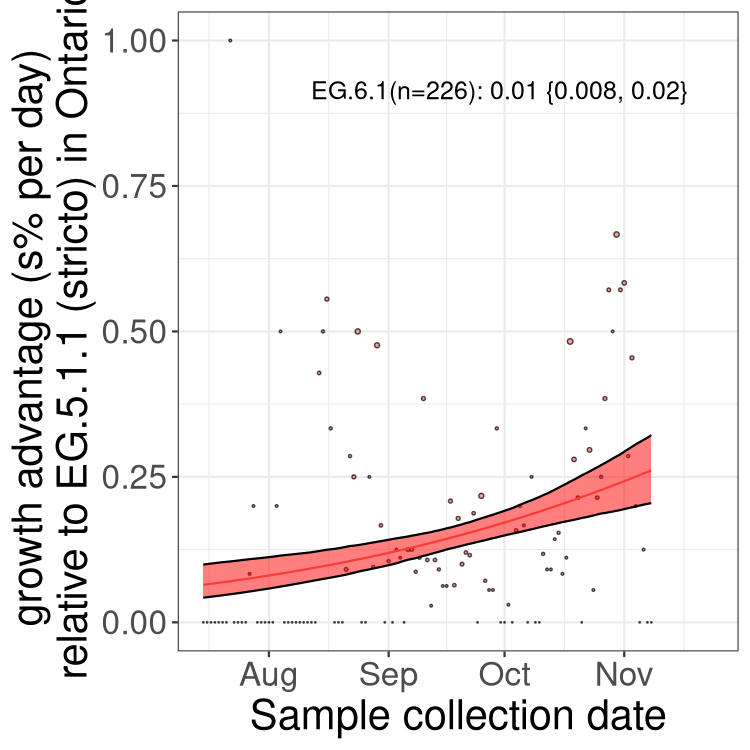 growth advantage (s% per day)
relative to EG.5.1.1 (stricto) in Ontario
1.00
0.75
0.50
0.25
0.00
EG.6.1(n=226): 0.01 {0.008, 0.02}
Aug Sep Oct Nov
Sample collection date